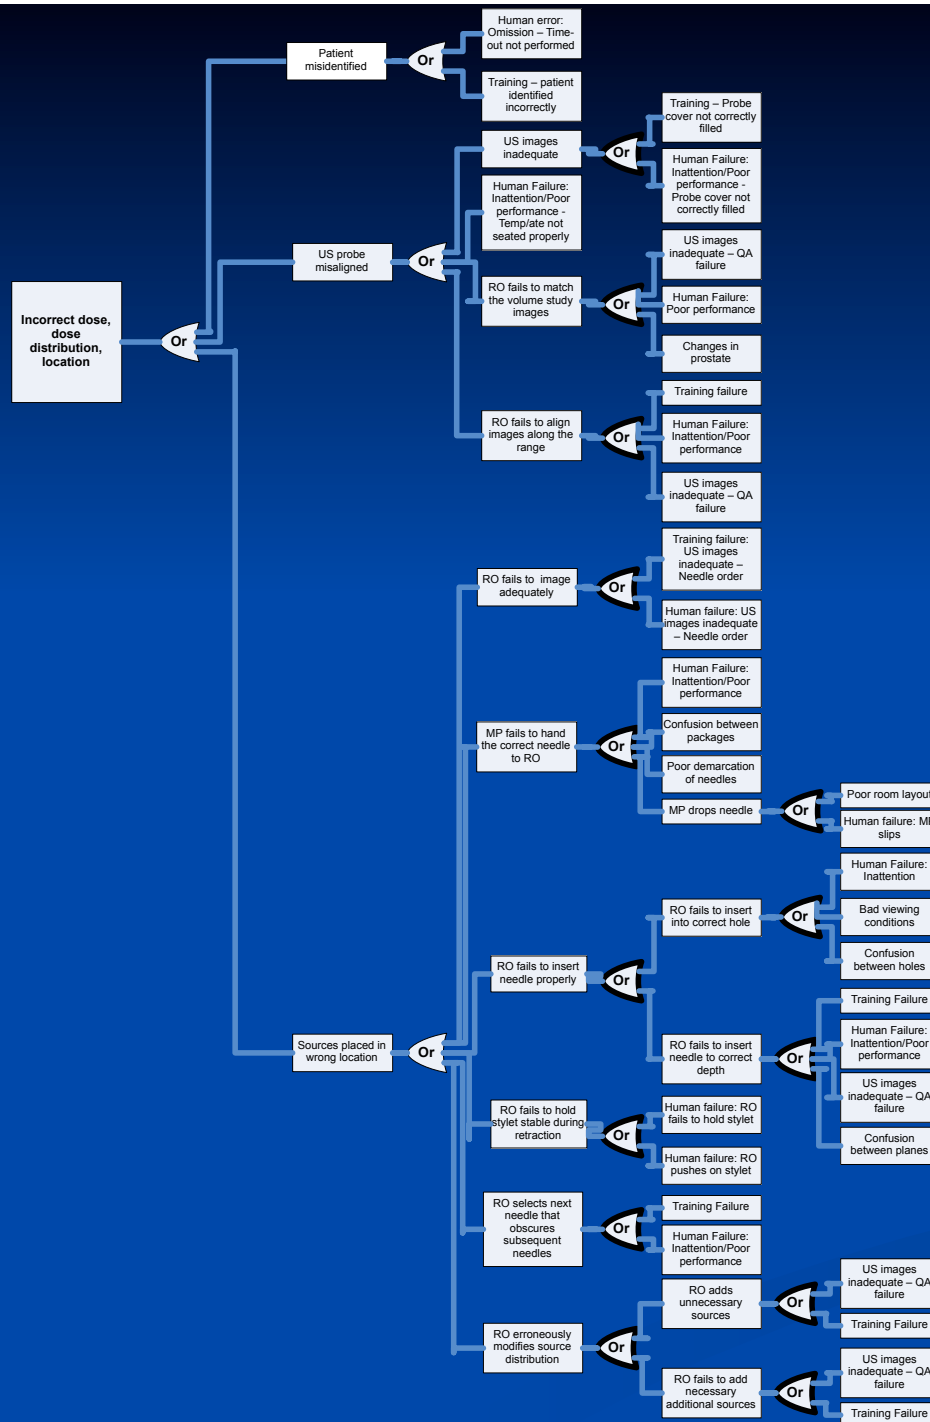 Human error:
Omission – Time-
out not performed
Patient
misidentified
Or
Training – patient
identified
incorrectly
Training – Probe
cover not correctly
filled
US images
inadequate
Or
Human Failure:
Inattention/Poor
performance -
Probe cover not
correctly filled
Human Failure:
Inattention/Poor
performance -
Temp/ate not
seated properly
US probe
misaligned
Or
US images
inadequate – QA
failure
RO fails to match
the volume study
images
Or
Human Failure:
Poor performance
Changes in
prostate
Incorrect dose,
dose
distribution,
location
Or
Training failure
RO fails to align
images along the
range
Or
Human Failure:
Inattention/Poor
performance
US images
inadequate – QA
failure
Training failure:
US images
inadequate –
Needle order
RO fails to  image
adequately
Or
Human failure: US
images inadequate
– Needle order
Human Failure:
Inattention/Poor
performance
MP fails to hand
the correct needle
to RO
Or
Confusion between
packages
Poor demarcation
of needles
MP drops needle
Or
Poor room layout
Human failure: MP
slips
Human Failure:
Inattention
RO fails to insert
into correct hole
Or
Bad viewing
conditions
Confusion
between holes
RO fails to insert
needle properly
Or
Training Failure
Sources placed in
wrong location
Or
RO fails to insert
needle to correct
depth
Or
Human Failure:
Inattention/Poor
performance
US images
inadequate – QA
failure
Confusion
between planes
RO fails to hold
stylet stable during
retraction
Or
Human failure: RO
fails to hold stylet
Human failure: RO
pushes on stylet
RO selects next
needle that
obscures
subsequent
needles
Or
Training Failure
Human Failure:
Inattention/Poor
performance
RO adds
unnecessary
sources
Or
US images
inadequate – QA
failure
Training Failure
RO erroneously
modifies source
distribution
Or
RO fails to add
necessary
additional sources
Or
US images
inadequate – QA
failure
Training Failure